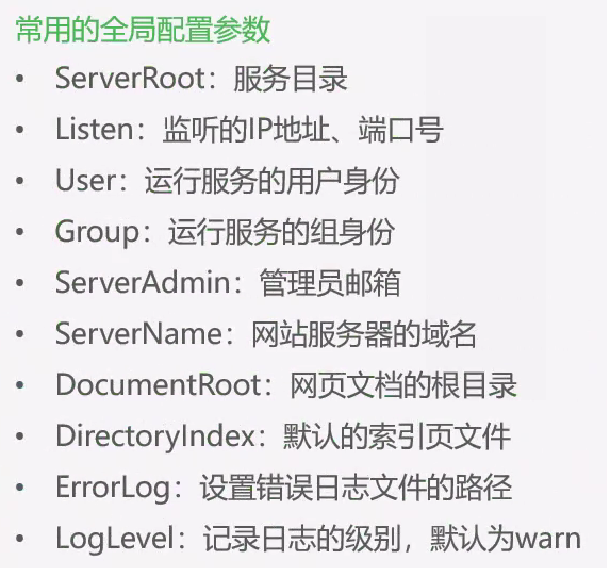 常用的全局配置参数
• ServerRoot：服务目录
• Listen：监听的IP地址、端口号
• User：运行服务的用户身份
• Group：运行服务的组身份
• ServerAdmin：管理员邮箱
• ServerName：网站服务器的域名
• DocumentRoot：网页文档的根目录
• DirectoryIndex：默认的索引页文件
• ErrorLog：设置错误日志文件的路径
• LogLevel：记录日志的级别，默认为warn